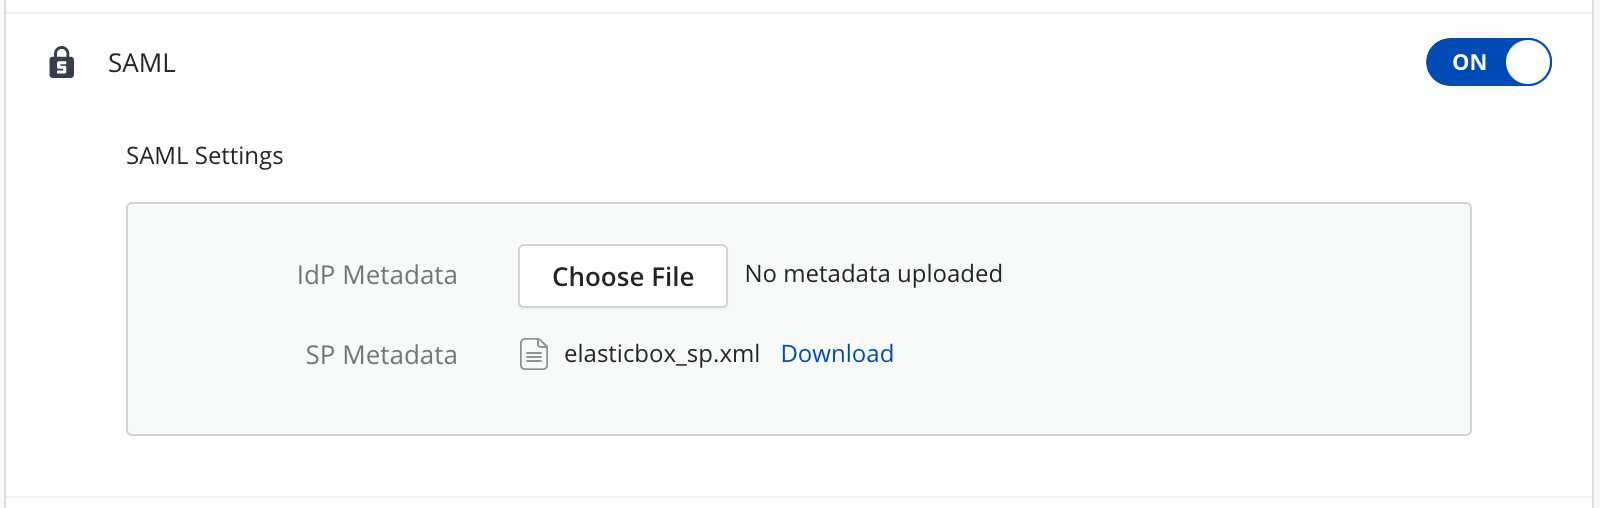 SAML
ON
SAML Settings
IdP Metadata Choose File No metadata uploaded
SP Metadata elasticbox_sp.xml Download